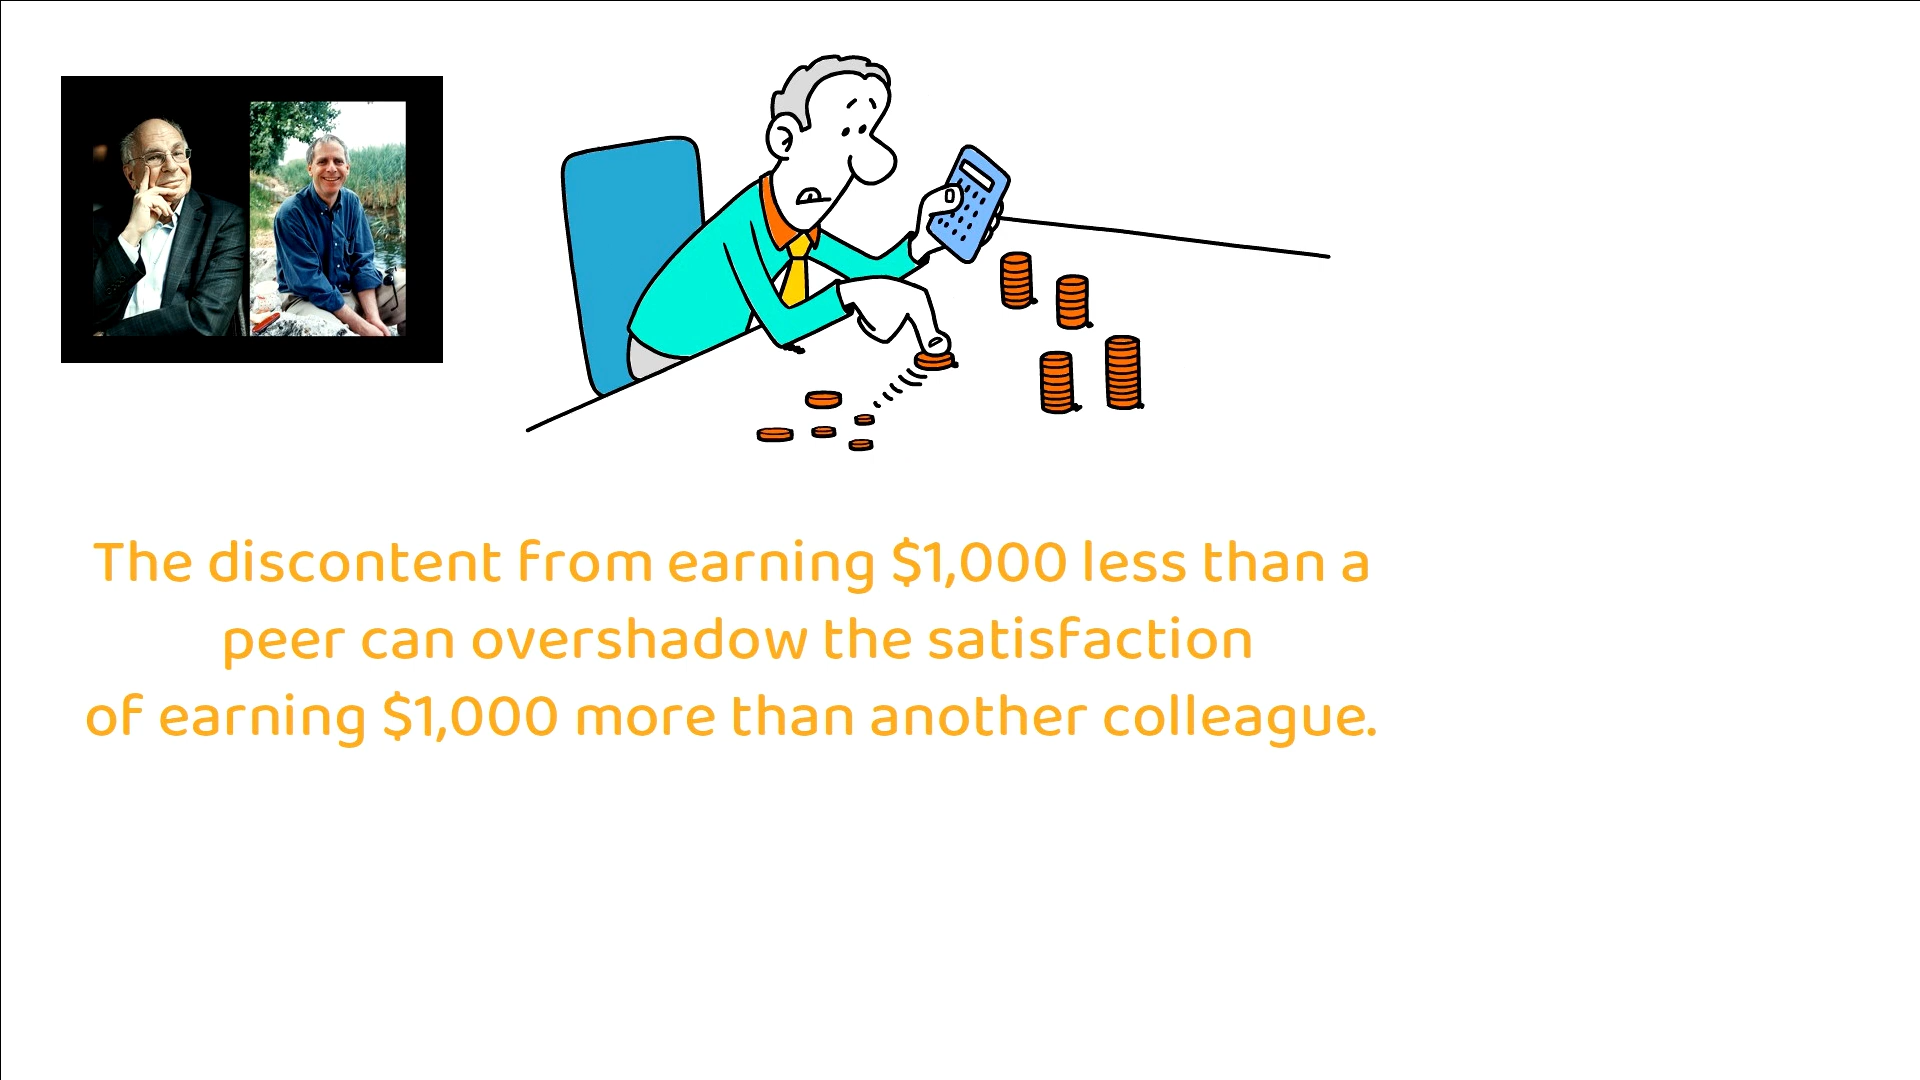 The discontent from earning $1,000 less than a
peer can overshadow the satisfaction
of earning $1,000 more than another colleague.